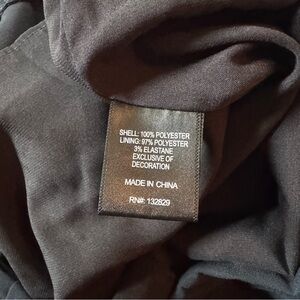 SHELL: 100% POLYESTER
LINING: 97% POLYESTER
3% ELASTANE
EXCLUSIVE OF
DECORATION
MADE IN CHINA
RN#: 132829